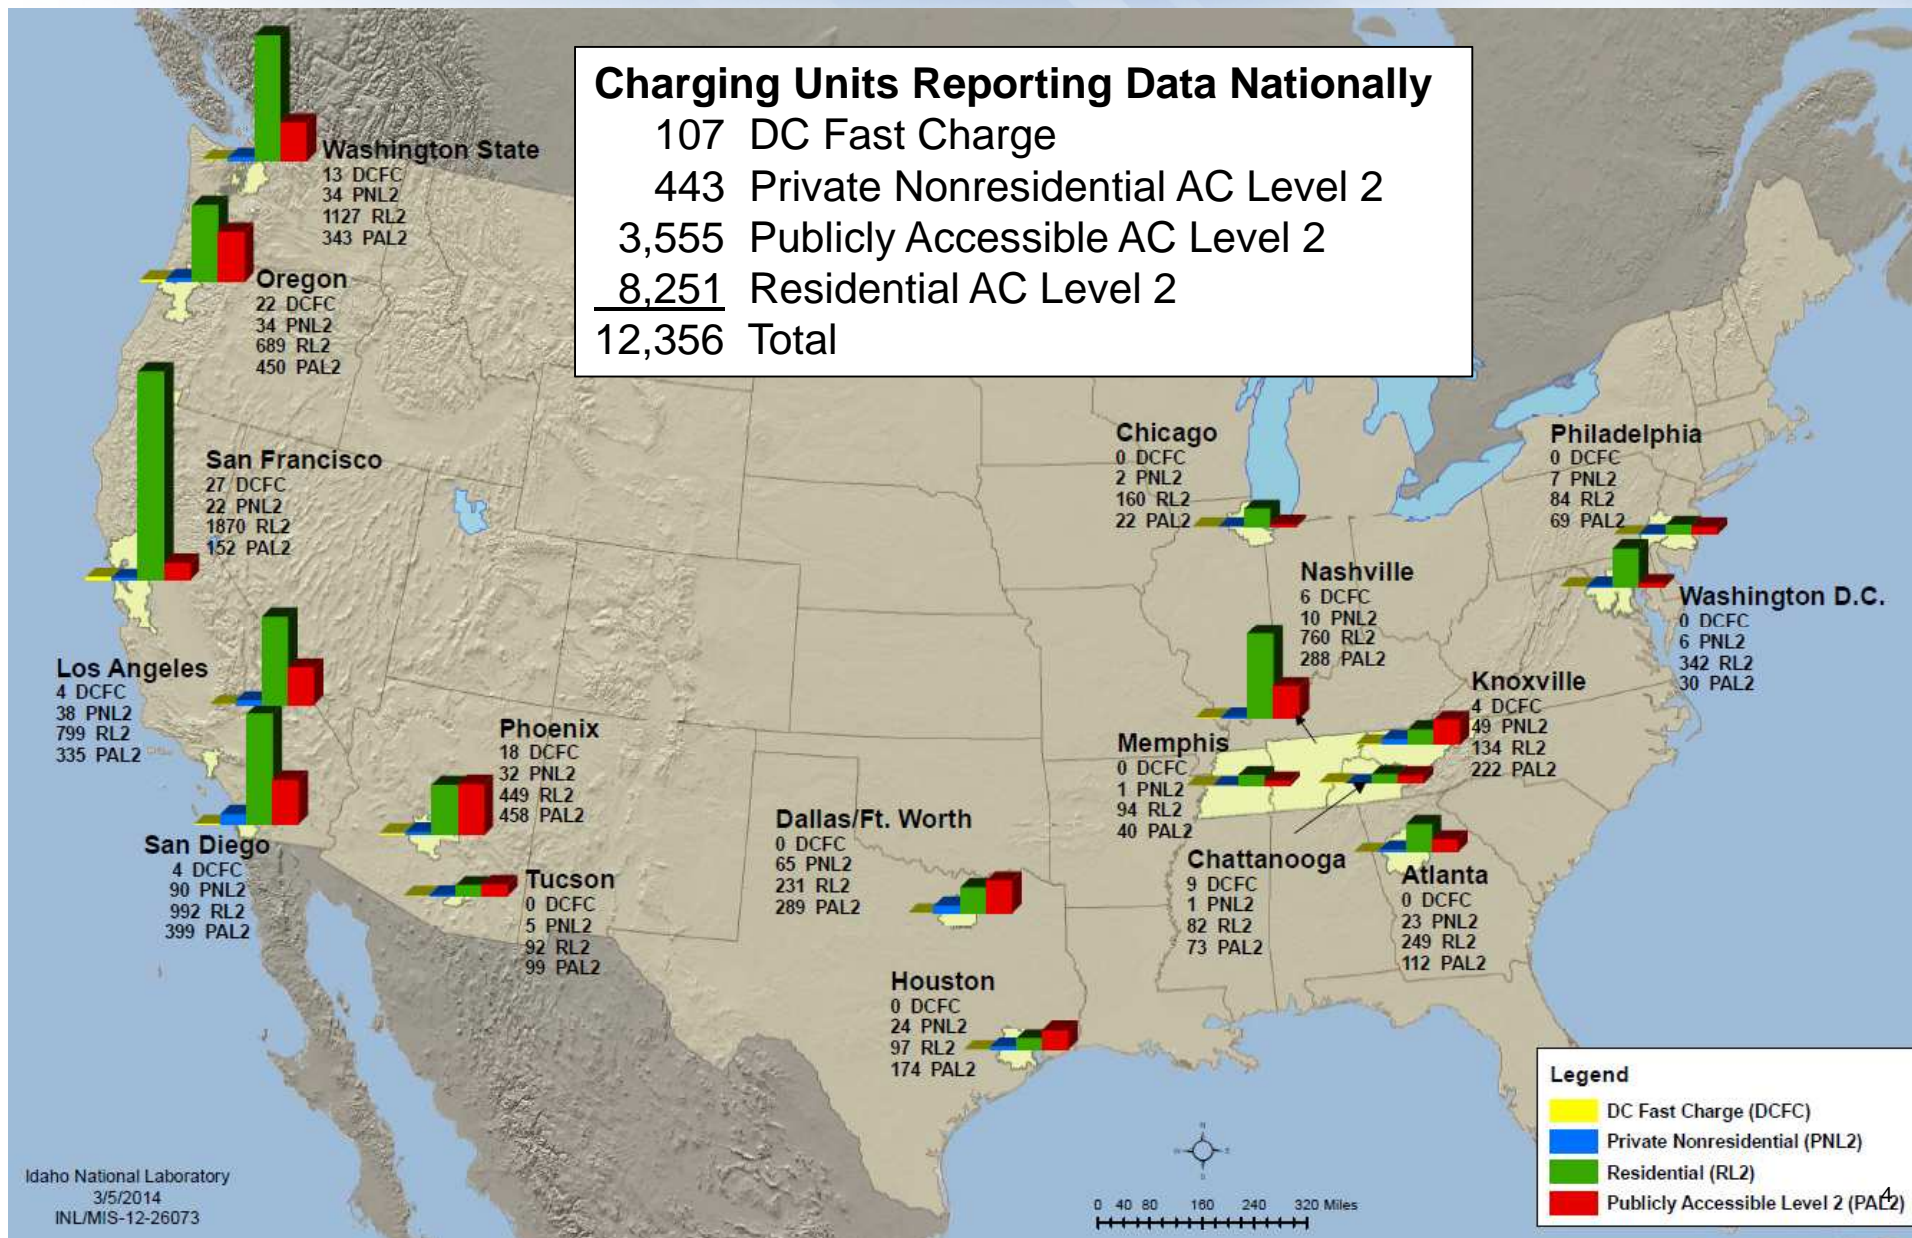 Charging Units Reporting Data Nationally
107 DC Fast Charge
443 Private Nonresidential AC Level 2
3,555 Publicly Accessible AC Level 2
8,251 Residential AC Level 2
12,356 Total
Washington State
13 DCFC
34 PNL2
1127 RL2
343 PAL2
Oregon
22 DCFC
34 PNL2
689 RL2
450 PAL2
San Francisco
27 DCFC
22 PNL2
1870 RL2
152 PAL2
Los Angeles
4 DCFC
38 PNL2
799 RL2
335 PAL2
San Diego
4 DCFC
90 PNL2
992 RL2
399 PAL2
Phoenix
18 DCFC
32 PNL2
449 RL2
458 PAL2
Tucson
0 DCFC
5 PNL2
92 RL2
99 PAL2
Dallas/Ft. Worth
0 DCFC
65 PNL2
231 RL2
289 PAL2
Houston
0 DCFC
24 PNL2
97 RL2
174 PAL2
Chicago
0 DCFC
2 PNL2
160 RL2
22 PAL2
Nashville
6 DCFC
10 PNL2
760 RL2
288 PAL2
Memphis
0 DCFC
1 PNL2
94 RL2
40 PAL2
Chattanooga
9 DCFC
1 PNL2
82 RL2
73 PAL2
Knoxville
4 DCFC
49 PNL2
134 RL2
222 PAL2
Atlanta
0 DCFC
23 PNL2
249 RL2
112 PAL2
Philadelphia
0 DCFC
7 PNL2
84 RL2
69 PAL2
Washington D.C.
0 DCFC
6 PNL2
342 RL2
30 PAL2
Idaho National Laboratory
3/5/2014
INL/MIS-12-26073
0 40 80 160 240 320 Miles
Legend
DC Fast Charge (DCFC)
Private Nonresidential (PNL2)
Residential (RL2)
Publicly Accessible Level 2 (PAL2)
4